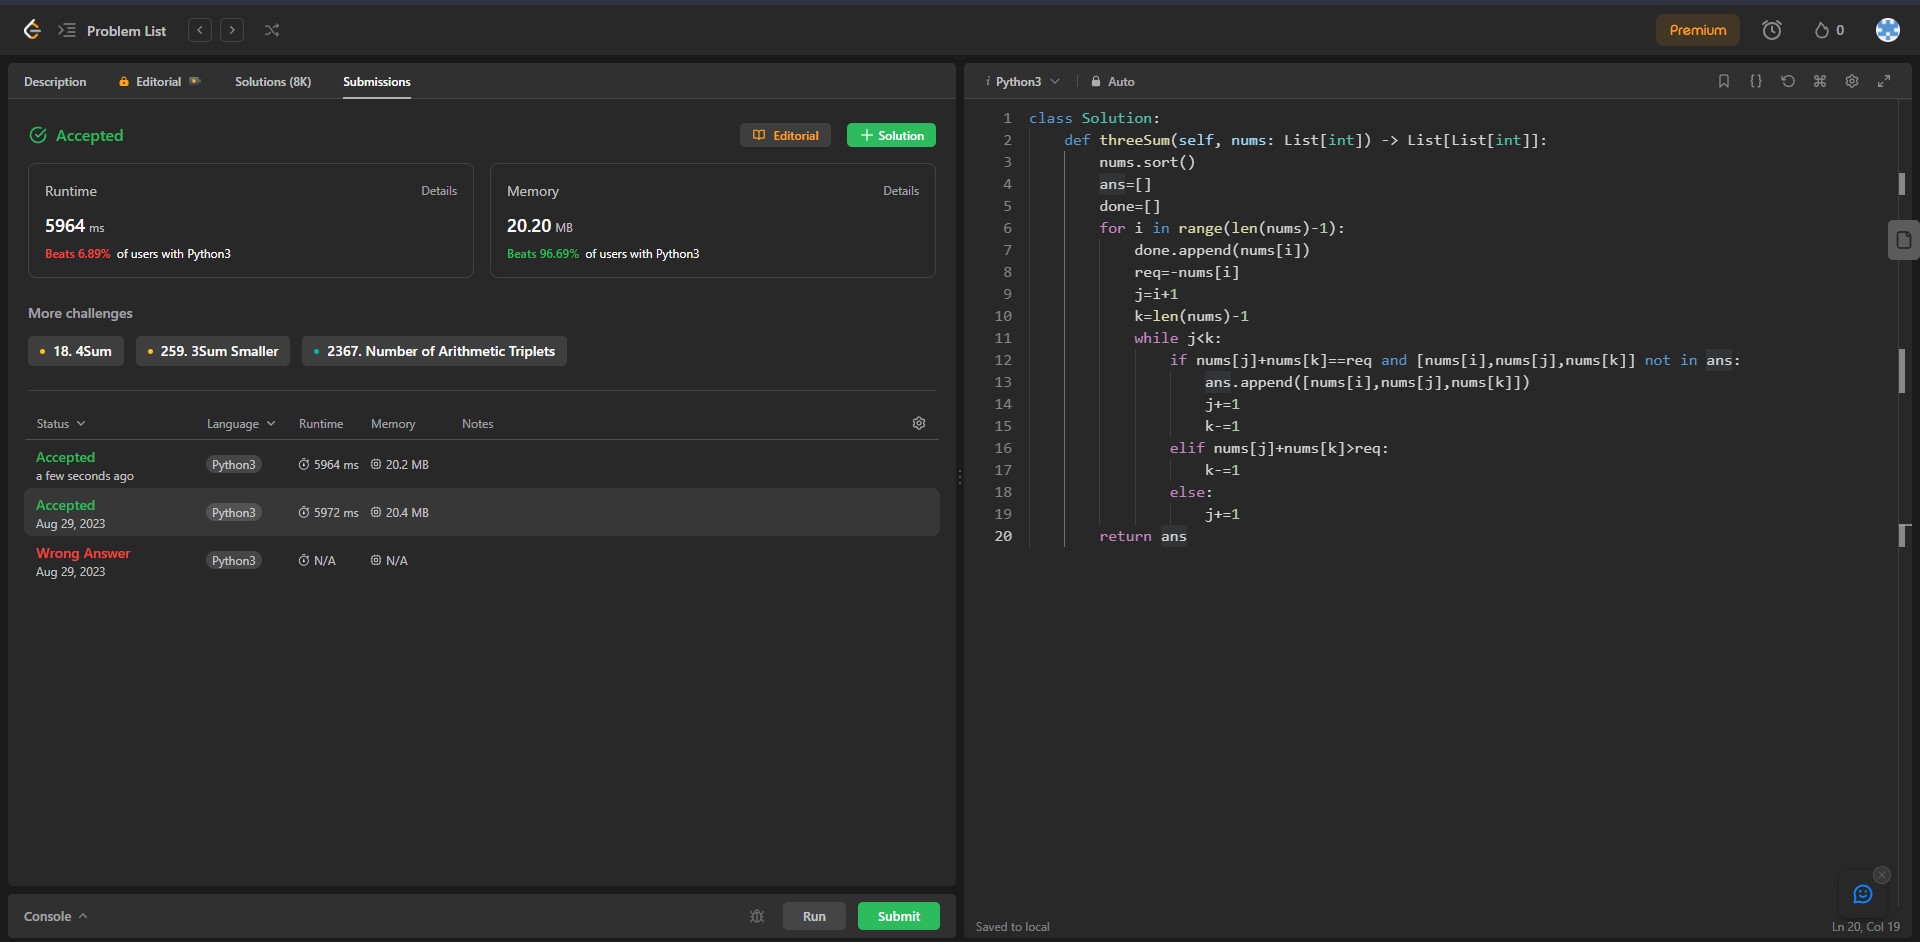 Problem List
Premium
0
Description
Editorial
Solutions (8K)
Submissions
Accepted
Editorial
Solution
Runtime
Details
5964 ms
Beats 6.89% of users with Python3
Memory
Details
20.20 MB
Beats 96.69% of users with Python3
More challenges
18. 4Sum
259. 3Sum Smaller
2367. Number of Arithmetic Triplets
Status Language Runtime Memory Notes
Accepted
a few seconds ago
Python3 5964 ms 20.2 MB
Accepted
Aug 29, 2023
Python3 5972 ms 20.4 MB
Wrong Answer
Aug 29, 2023
Python3 N/A N/A
Console
Run
Submit
i Python3
Auto
1 class Solution:
2     def threeSum(self, nums: List[int]) -> List[List[int]]:
3         nums.sort()
4         ans=[]
5         done=[]
6         for i in range(len(nums)-1):
7             done.append(nums[i])
8             req=-nums[i]
9             j=i+1
10             k=len(nums)-1
11             while j<k:
12                 if nums[j]+nums[k]==req and [nums[i],nums[j],nums[k]] not in ans:
13                     ans.append([nums[i],nums[j],nums[k]])
14                     j+=1
15                     k-=1
16                 elif nums[j]+nums[k]>req:
17                     k-=1
18                 else:
19                     j+=1
20         return ans
Saved to local
Ln 20, Col 19